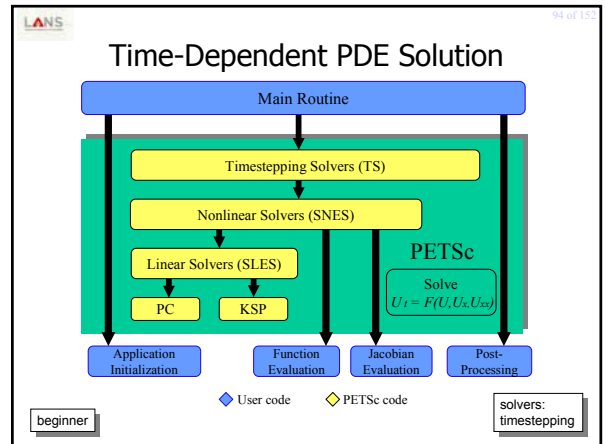 LANS
94 of 152
Time-Dependent PDE Solution
Main Routine
Timestepping Solvers (TS)
Nonlinear Solvers (SNES)
Linear Solvers (SLES)
PC
KSP
PETSc
Solve
Ut = F(U,Ux,Uxx)
Application
Initialization
Function
Evaluation
Jacobian
Evaluation
Post-
Processing
User code
PETSc code
beginner
solvers:
timestepping